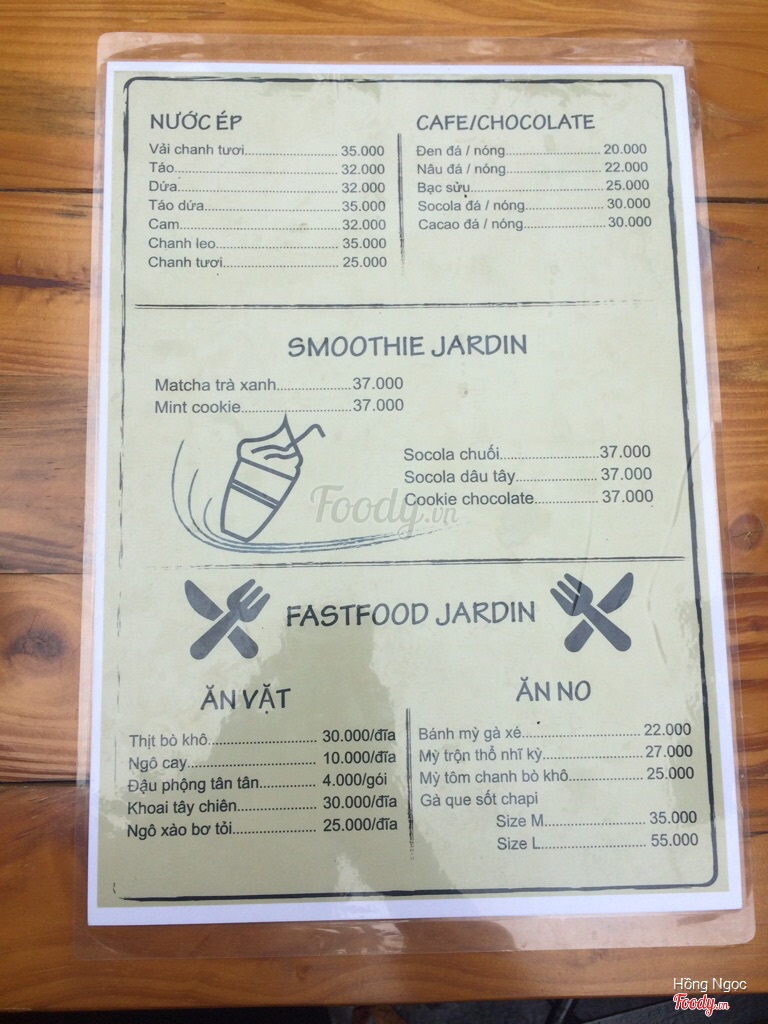 NƯỚC ÉP
Vải chanh tươi........................ 35.000
Táo........................................... 32.000
Dứa........................................... 32.000
Táo dứa.................................... 35.000
Cam........................................... 32.000
Chanh leo................................. 35.000
Chanh tươi............................... 25.000
CAFE/CHOCOLATE
Đen đá / nóng........................ 20.000
Nâu đá / nóng........................ 22.000
Bạc sửu.................................. 25.000
Socola đá / nóng.................... 30.000
Cacao đá / nóng..................... 30.000
SMOOTHIE JARDIN
Matcha trà xanh.................37.000
Mint cookie.........................37.000
Socola chuối.......................37.000
Socola dâu tây................... 37.000
Cookie chocolate............... 37.000
Foody.vn
FASTFOOD JARDIN
ĂN VẶT
Thịt bò khô.......................... 30.000/đĩa
Ngô cay............................... 10.000/đĩa
Đậu phộng tân tân.............. 4.000/gói
Khoai tây chiên................... 30.000/đĩa
Ngô xào bơ tỏi.................... 25.000/đĩa
ĂN NO
Bánh mỳ gà xé............................. 22.000
Mỳ trộn thổ nhĩ kỳ......................... 27.000
Mỳ tôm chanh bò khô................... 25.000
Gà que sốt chapi
Size M......................... 35.000
Size L.......................... 55.000
Hồng Ngọc
Foody.vn